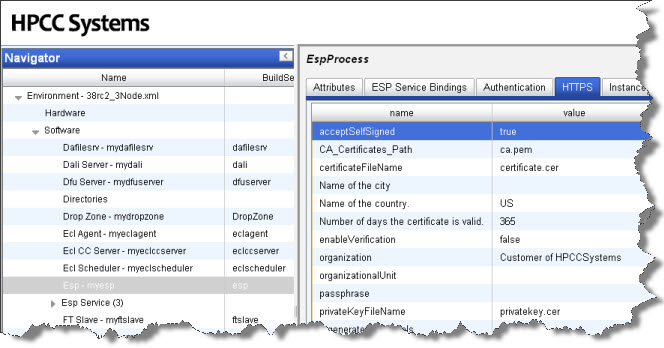 HPCC Systems
Navigator
Name BuildSe
Environment - 38rc2_3Node.xml
Hardware
Software
Dafilesrv - mydafilesrv dafilesrv
Dali Server - mydali dali
Dfu Server - mydfuserver dfuserver
Directories
Drop Zone - mydropzone DropZone
Ecl Agent - myeclagent eclagent
Ecl CC Server - myeclccserver eclccserver
Ecl Scheduler - myeclscheduler eclscheduler
Esp - myesp esp
Esp Service (3)
FT Slave - myftslave ftslave
EspProcess
Attributes ESP Service Bindings Authentication HTTPS Instance
name value
acceptSelfSigned true
CA_Certificates_Path ca.pem
certificateFileName certificate.cer
Name of the city
Name of the country. US
Number of days the certificate is valid. 365
enableVerification false
organization Customer of HPCCSystems
organizationalUnit
passphrase
privateKeyFileName privatekey.cer